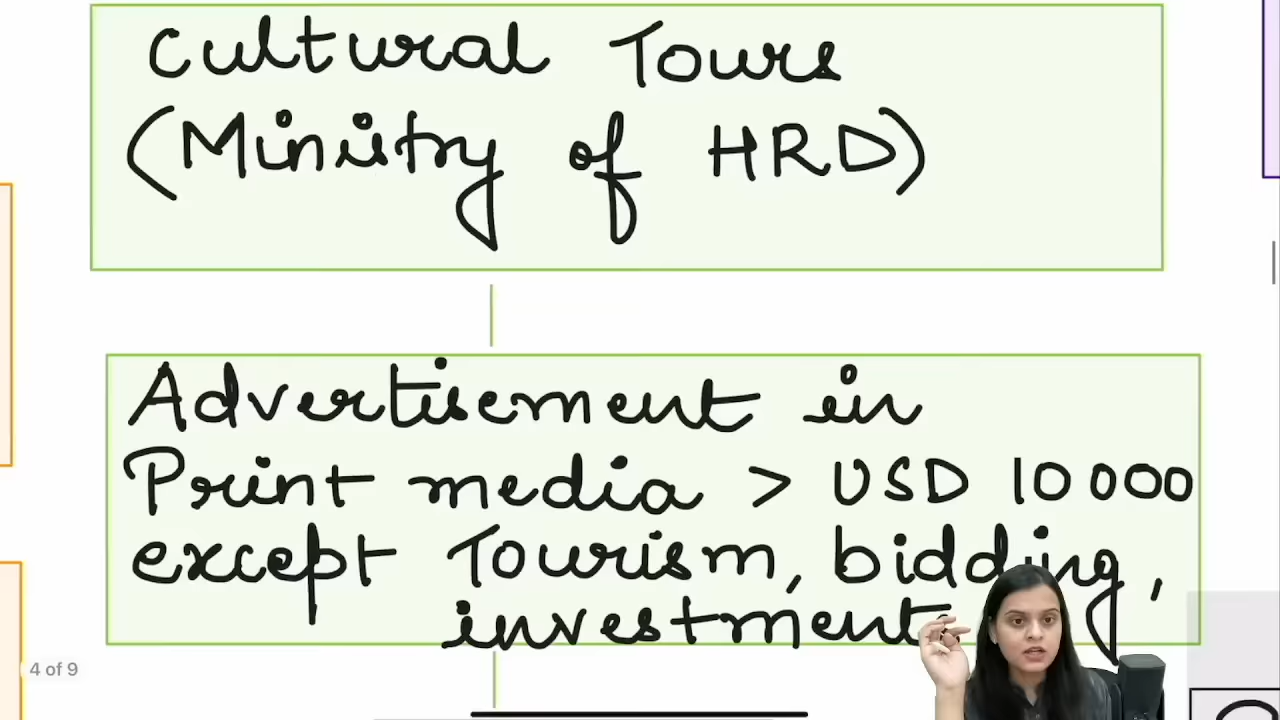 Cultural Tours
(Ministry of HRD)
Advertisement in
Print media > USD 10000
except Tourism, bidding,
investment
4 of 9